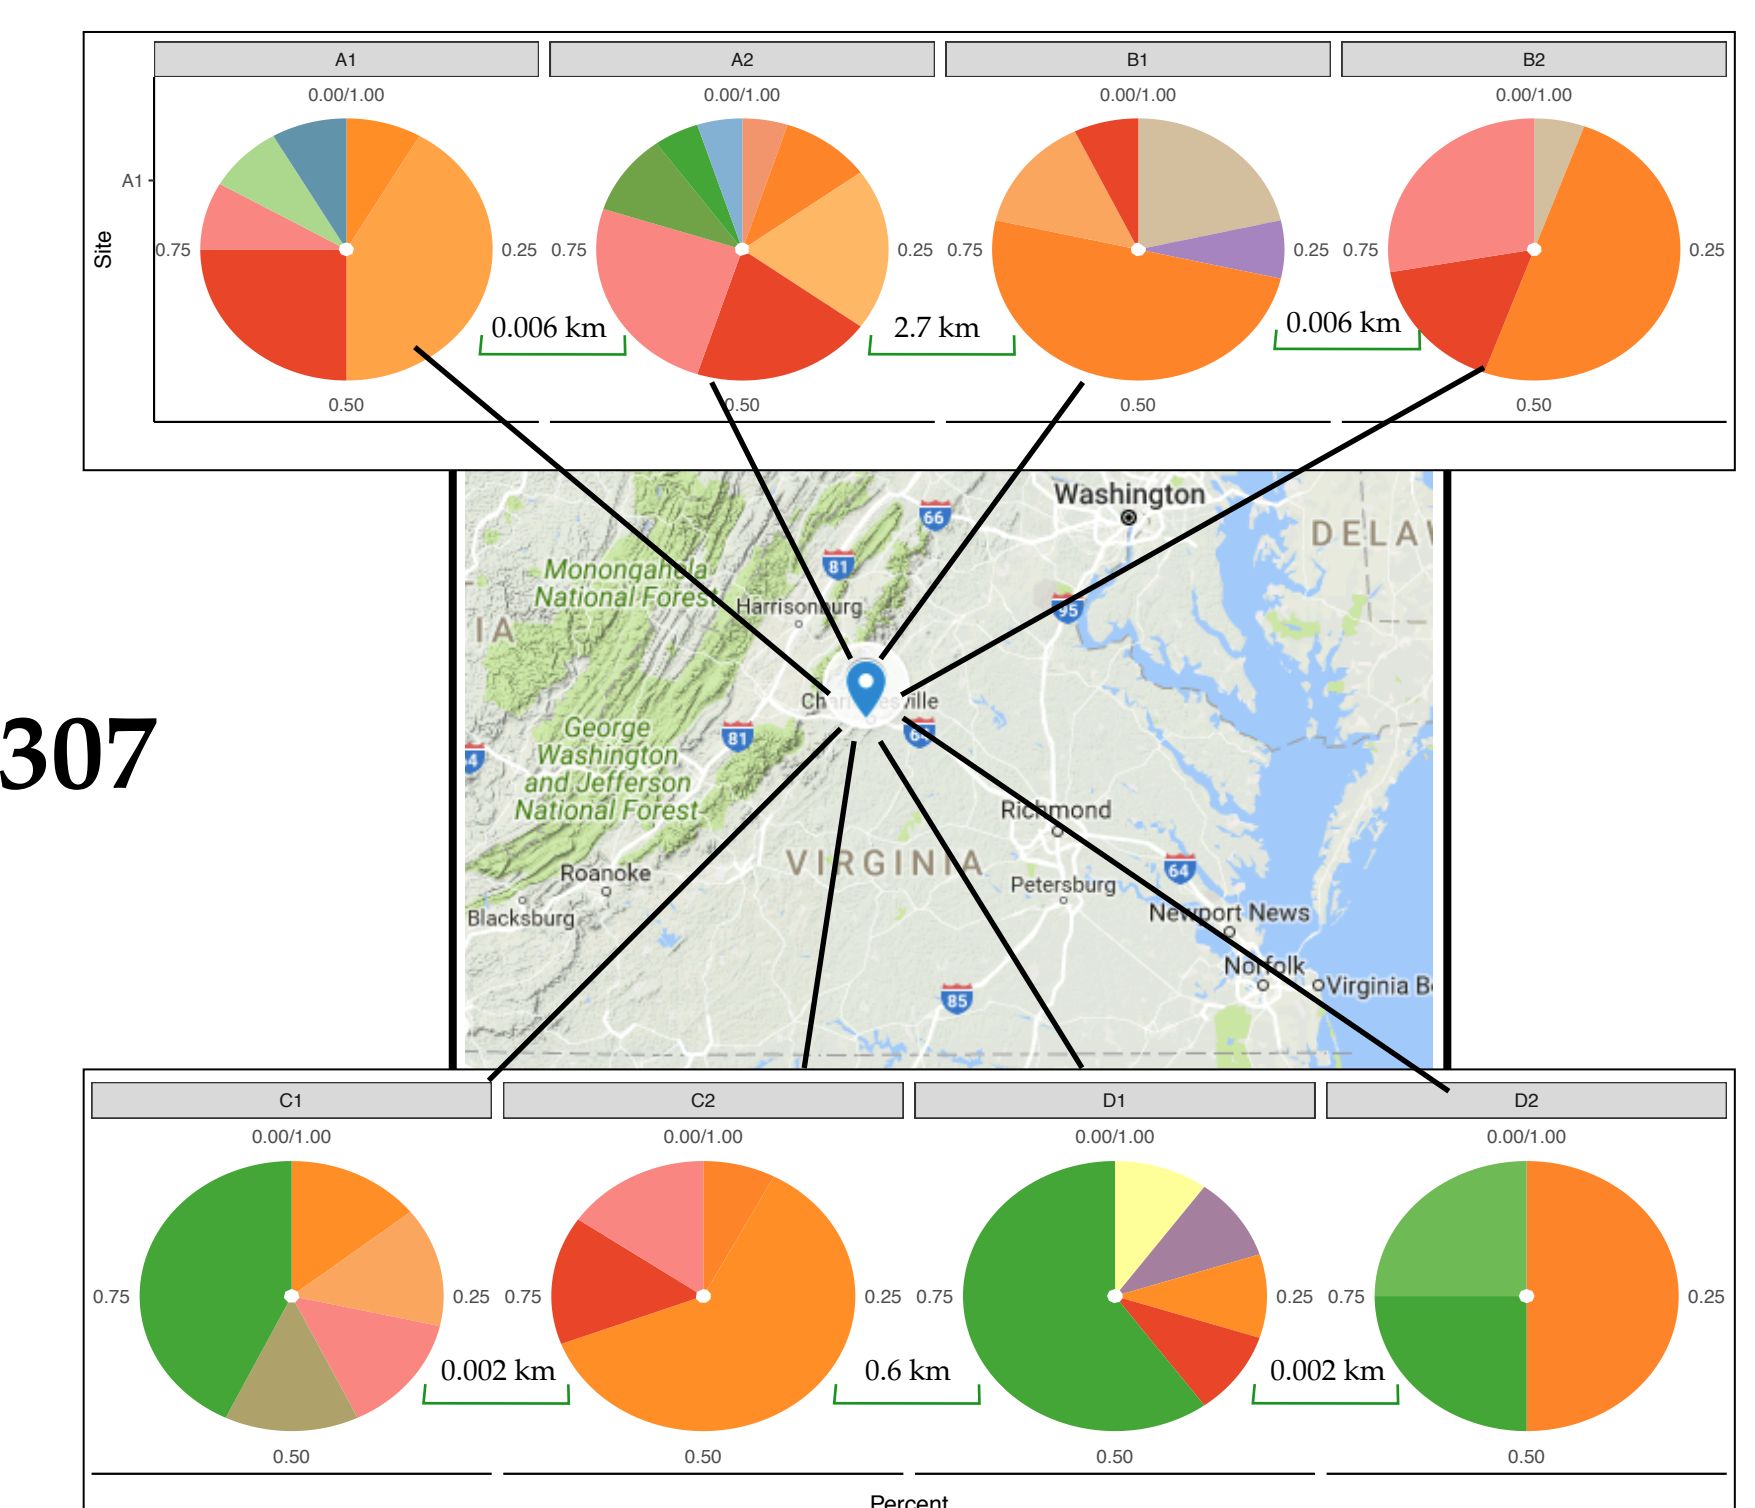 A1 A2 B1 B2
0.00/1.00 0.00/1.00 0.00/1.00 0.00/1.00
A1
Site
0.75 0.25 0.75 0.25 0.75 0.25 0.75 0.25
0.006 km 2.7 km 0.006 km
0.50 0.50 0.50 0.50
Washington
66
DELAW
81
Monongahela
National Forest
Harrisonburg
95
IA
Charlottesville
307
George
Washington
and Jefferson
National Forest
81
64
64
Richmond
VIRGINIA
Roanoke
64
Petersburg
Blacksburg
Newport News
Norfolk
Virginia B
85
C1 C2 D1 D2
0.00/1.00 0.00/1.00 0.00/1.00 0.00/1.00
0.75 0.25 0.75 0.25 0.75 0.25 0.75 0.25
0.002 km 0.6 km 0.002 km
0.50 0.50 0.50 0.50
Percent